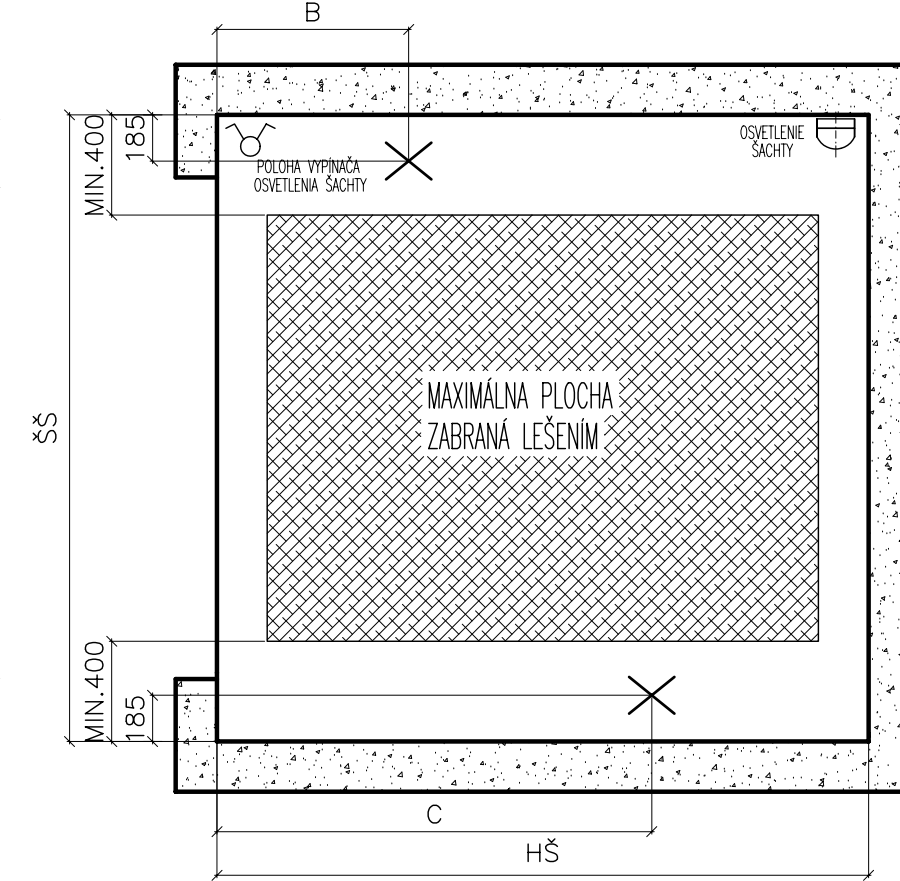 B
MIN.400
185
POLOHA VYPÍNAČA
OSVETLENIA ŠACHTY
OSVETLENIE
ŠACHTY
ŠŠ
MAXIMÁLNA PLOCHA
ZABRANÁ LEŠENÍM
MIN.400
185
C
HŠ